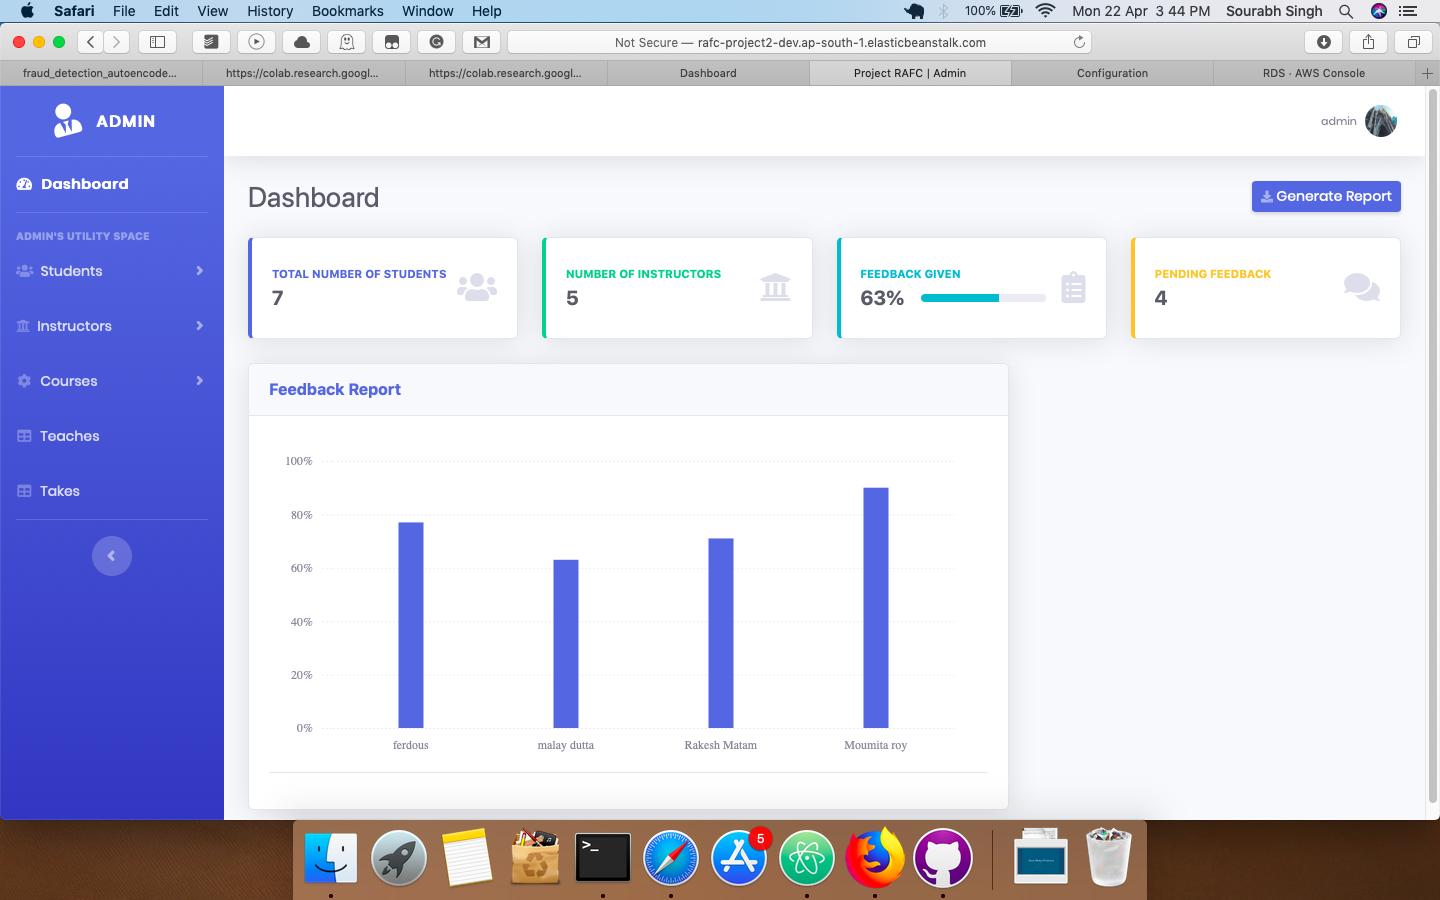 Safari File Edit View History Bookmarks Window Help 100% Mon 22 Apr 3 44 PM Sourabh Singh
Not Secure — rafc-project2-dev.ap-south-1.elasticbeanstalk.com
fraud_detection_autoencode... https://colab.research.googl... https://colab.research.googl... Dashboard Project RAFC | Admin Configuration RDS · AWS Console
ADMIN
admin
Dashboard
Dashboard
Generate Report
ADMIN'S UTILITY SPACE
Students
Instructors
Courses
Teaches
Takes
TOTAL NUMBER OF STUDENTS
7
NUMBER OF INSTRUCTORS
5
FEEDBACK GIVEN
63%
PENDING FEEDBACK
4
Feedback Report
100%
80%
60%
40%
20%
0%
ferdous malay dutta Rakesh Matam Moumita roy
>_
5